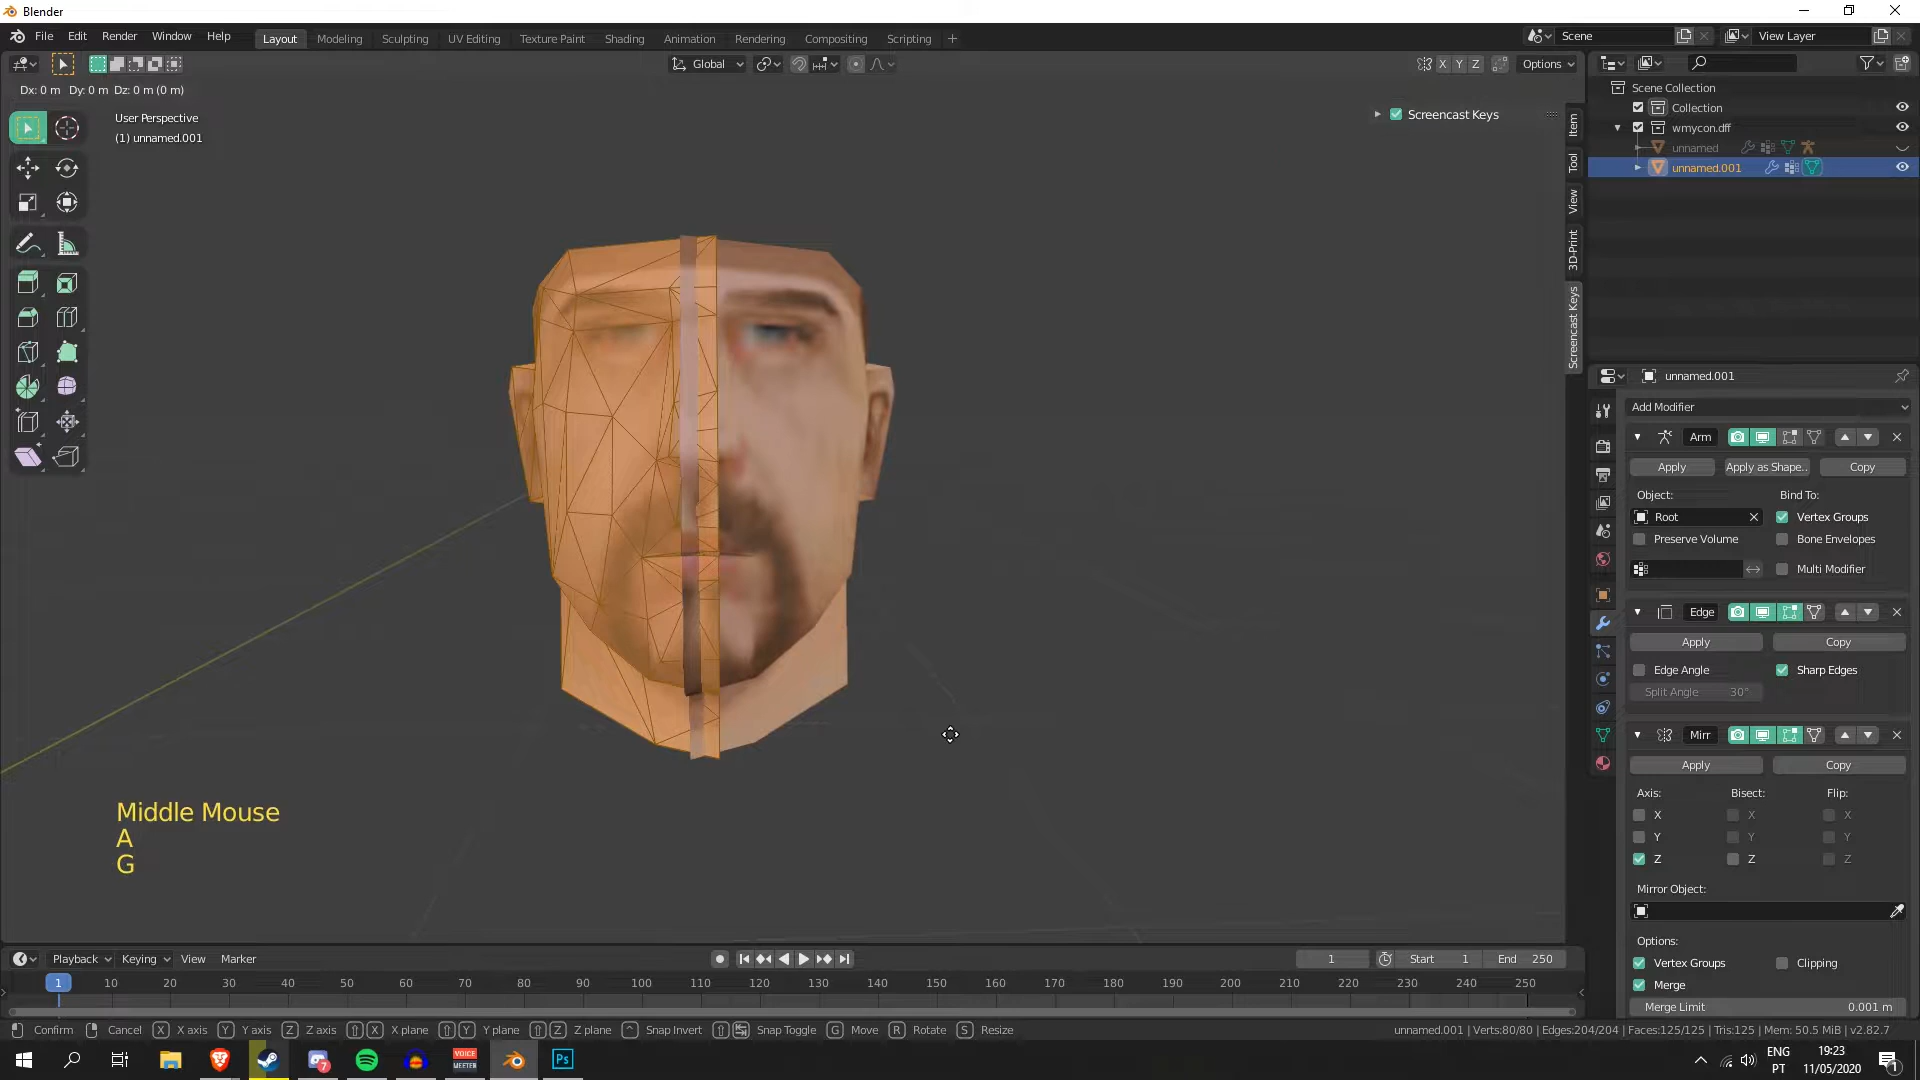 Blender
File Edit Render Window Help
Layout Modeling Sculpting UV Editing Texture Paint Shading Animation Rendering Compositing Scripting +
Scene
View Layer
Global
X Y Z
Options
Dx: 0 m Dy: 0 m Dz: 0 m (0 m)
User Perspective
(1) unnamed.001
Screencast Keys
Item
Tool
View
3D-Print
Screencast Keys
Scene Collection
Collection
wmycon.dff
unnamed
unnamed.001
unnamed.001
Add Modifier
Arm
Apply Apply as Shape.. Copy
Object: Bind To:
Root Vertex Groups
Preserve Volume Bone Envelopes
Multi Modifier
Edge
Apply Copy
Edge Angle Sharp Edges
Split Angle 30°
Mirr
Apply Copy
Axis: Bisect: Flip:
X X X
Y Y Y
Z Z Z
Mirror Object:
Options:
Vertex Groups Clipping
Merge
Merge Limit 0.001 m
Middle Mouse
A
G
Playback Keying View Marker
1 Start 1 End 250
1 10 20 30 40 50 60 70 80 90 100 110 120 130 140 150 160 170 180 190 200 210 220 230 240 250
Confirm Cancel X X axis Y Y axis Z Z axis X X plane Y Y plane Z Z plane Snap Invert Snap Toggle G Move R Rotate S Resize
unnamed.001 | Verts:80/80 | Edges:204/204 | Faces:125/125 | Tris:125 | Mem: 50.5 MiB | v2.82.7
7
VOICE
MEETER
Ps
ENG
PT
19:23
11/05/2020
1